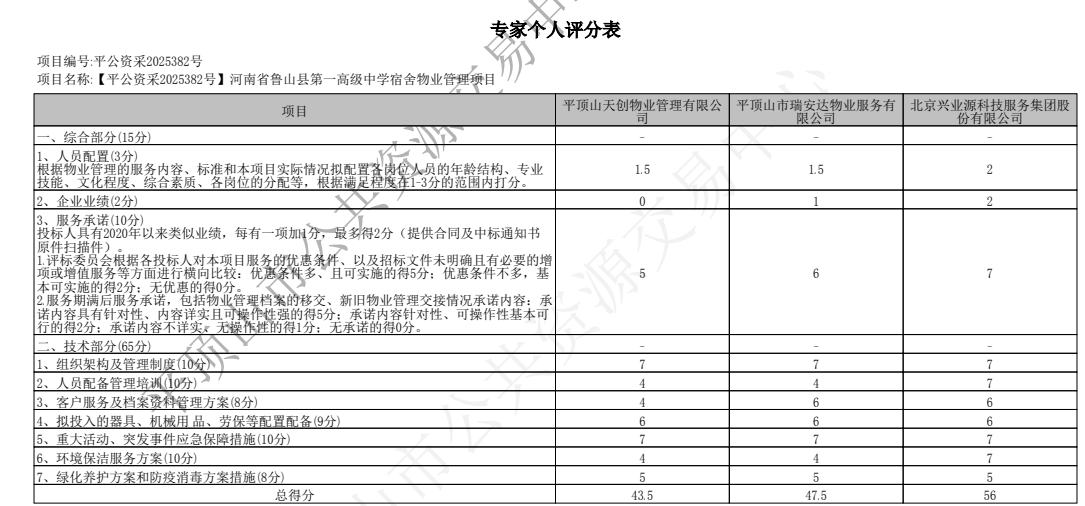 专家个人评分表
项目编号:平公资采2025382号
项目名称:【平公资采2025382号】河南省鲁山县第一高级中学宿舍物业管理项目
项目 平顶山天创物业管理有限公司 平顶山市瑞安达物业服务有限公司 北京兴业源科技服务集团股份有限公司
一、综合部分(15分) - - -
1、人员配置(3分)
根据物业管理的服务内容、标准和本项目实际情况拟配置各岗位人员的年龄结构、专业
技能、文化程度、综合素质、各岗位的分配等，根据满足程度在1-3分的范围内打分。 1.5 1.5 2
2、企业业绩(2分) 0 1 2
3、服务承诺(10分)
投标人具有2020年以来类似业绩，每有一项加1分，最多得2分（提供合同及中标通知书
原件扫描件）。
1.评标委员会根据各投标人对本项目服务的优惠条件、以及招标文件未明确且有必要的增
项或增值服务等方面进行横向比较：优惠条件多、且可实施的得5分；优惠条件不多，基
本可实施的得2分；无优惠的得0分。 5 6 7
2.服务期满后服务承诺，包括物业管理档案的移交、新旧物业管理交接情况承诺内容：承
诺内容具有针对性、内容详实且可操作性强的得5分；承诺内容针对性、可操作性基本可
行的得2分；承诺内容不详实、无操作性的得1分；无承诺的得0分。
二、技术部分(65分) - - -
1、组织架构及管理制度(10分) 7 7 7
2、人员配备管理培训(10分) 4 4 7
3、客户服务及档案资料管理方案(8分) 4 6 6
4、拟投入的器具、机械用 品、劳保等配置配备(9分) 6 6 6
5、重大活动、突发事件应急保障措施(10分) 7 7 7
6、环境保洁服务方案(10分) 4 4 7
7、绿化养护方案和防疫消毒方案措施(8分) 5 5 5
总得分 43.5 47.5 56
平顶山市公共资源交易中心